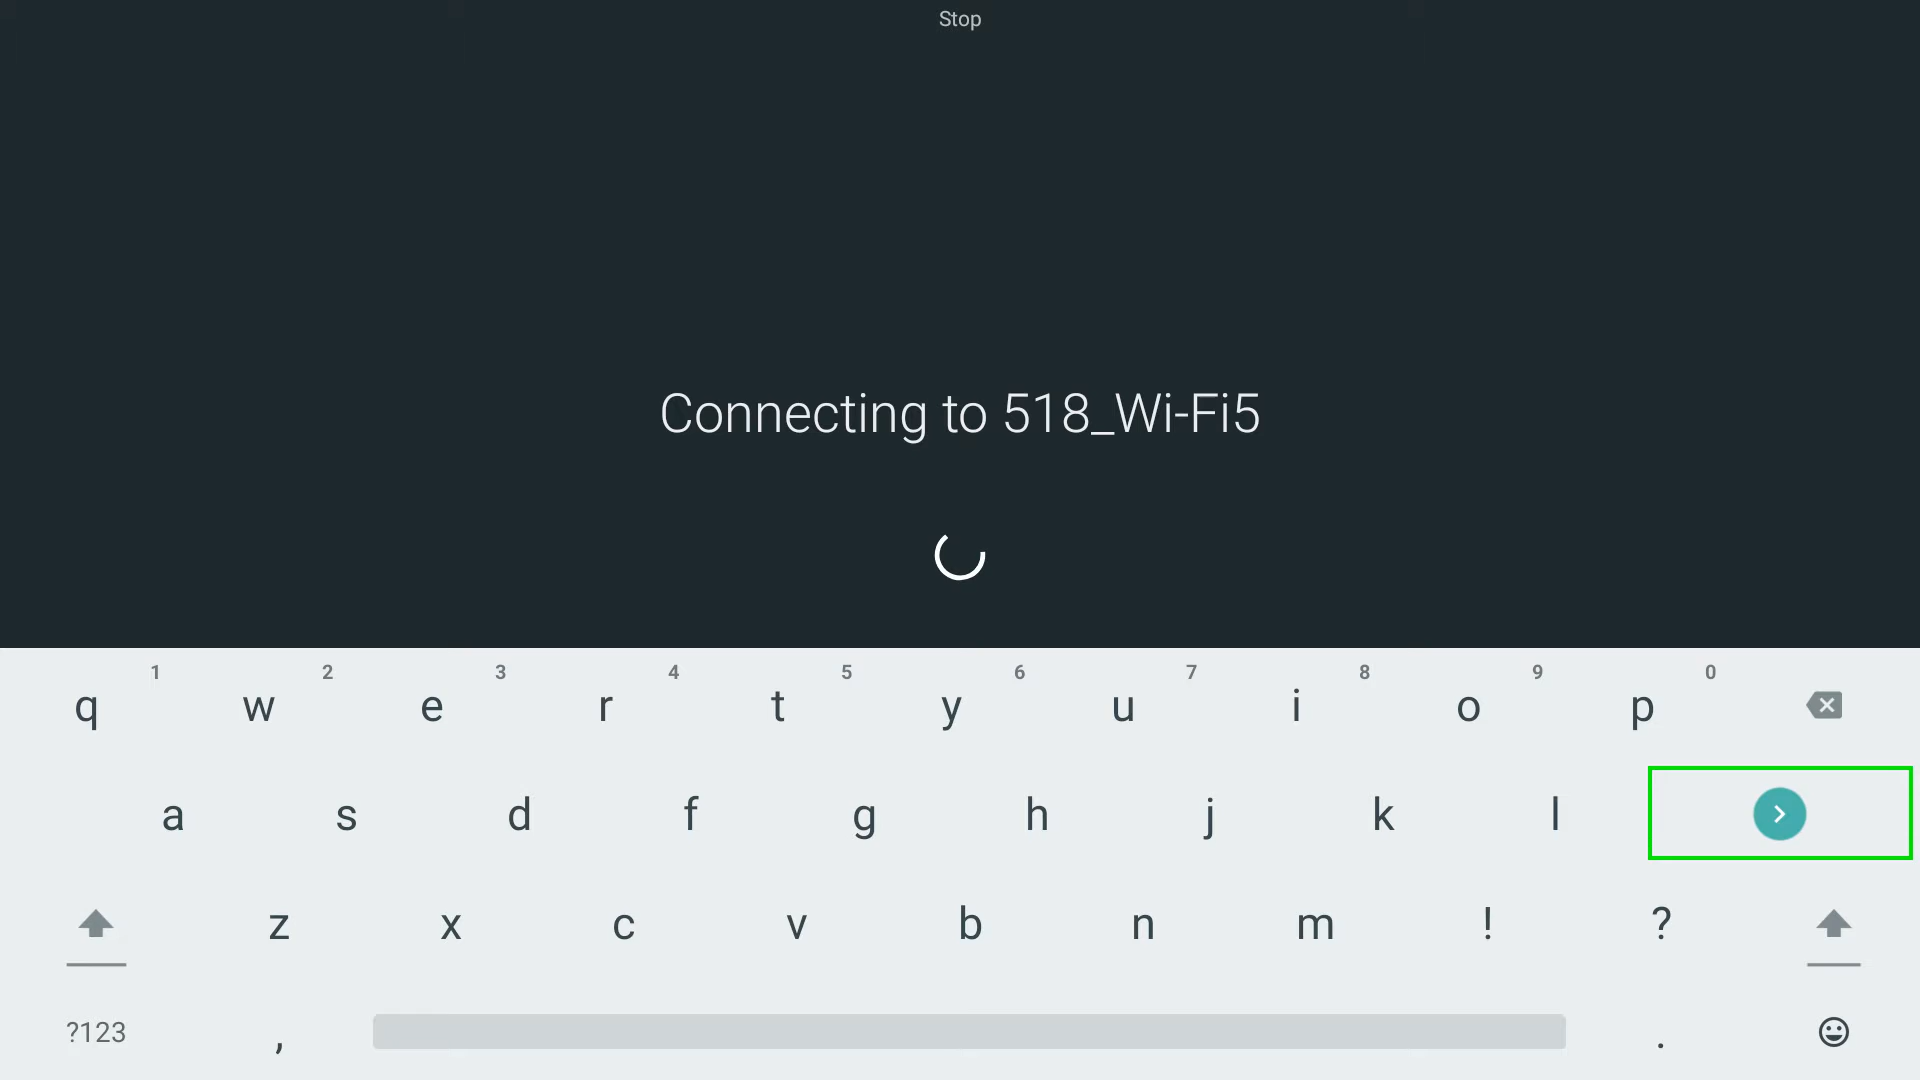 Stop
Connecting to 518_Wi-Fi5
1 2 3 4 5 6 7 8 9 0
q w e r t y u i o p
a s d f g h j k l
z x c v b n m ! ?
?123 , .